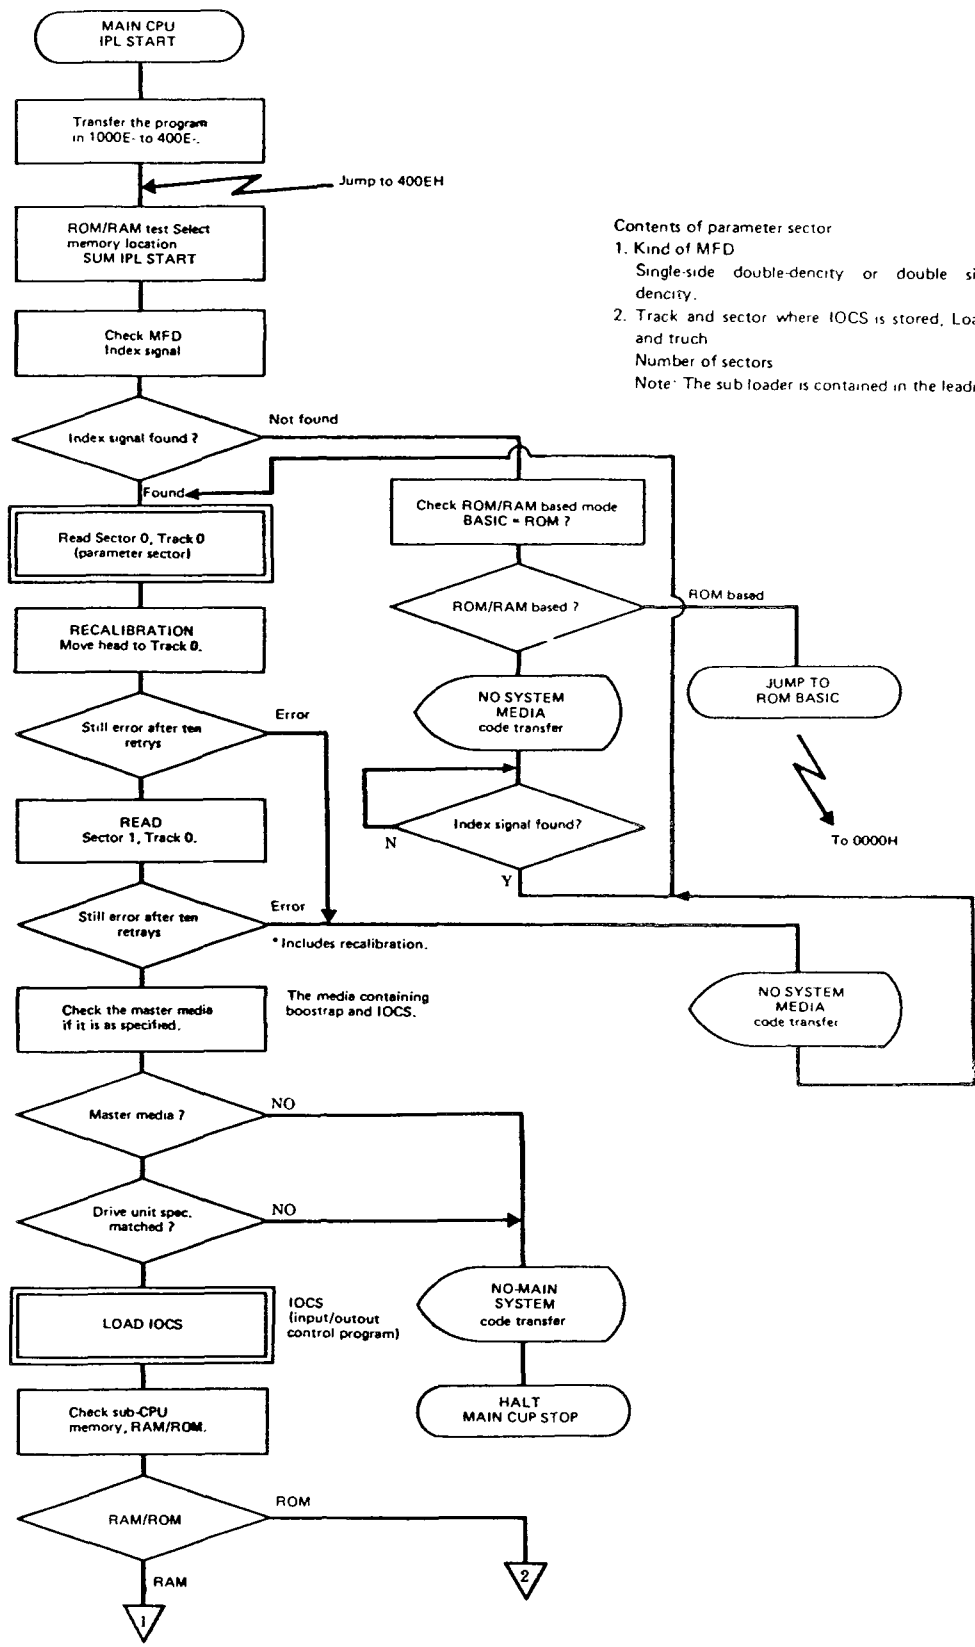 MAIN CPU
IPL START
Transfer the program
in 1000E- to 400E-.
Jump to 400EH
ROM/RAM test Select
memory location
SUM IPL START
Contents of parameter sector
1. Kind of MFD
Single-side double-dencity or double si
dencity.
2. Track and sector where IOCS is stored, Loa
and truch
Number of sectors
Note: The sub loader is contained in the leadi
Check MFD
Index signal
Index signal found ?
Not found
Found
Read Sector 0, Track 0
(parameter sector)
Check ROM/RAM based mode
BASIC = ROM ?
ROM/RAM based ?
ROM based
RECALIBRATION
Move head to Track 0.
NO SYSTEM
MEDIA
code transfer
JUMP TO
ROM BASIC
Still error after ten
retrys
Error
READ
Sector 1, Track 0.
Index signal found?
N
Y
To 0000H
Still error after ten
retrays
Error
* Includes recalibration.
Check the master media
if it is as specified.
The media containing
boostrap and IOCS.
NO SYSTEM
MEDIA
code transfer
Master media ?
NO
Drive unit spec.
matched ?
NO
LOAD IOCS
IOCS
(input/outout
control program)
NO-MAIN
SYSTEM
code transfer
HALT
MAIN CUP STOP
Check sub-CPU
memory, RAM/ROM.
RAM/ROM
ROM
RAM
2
1